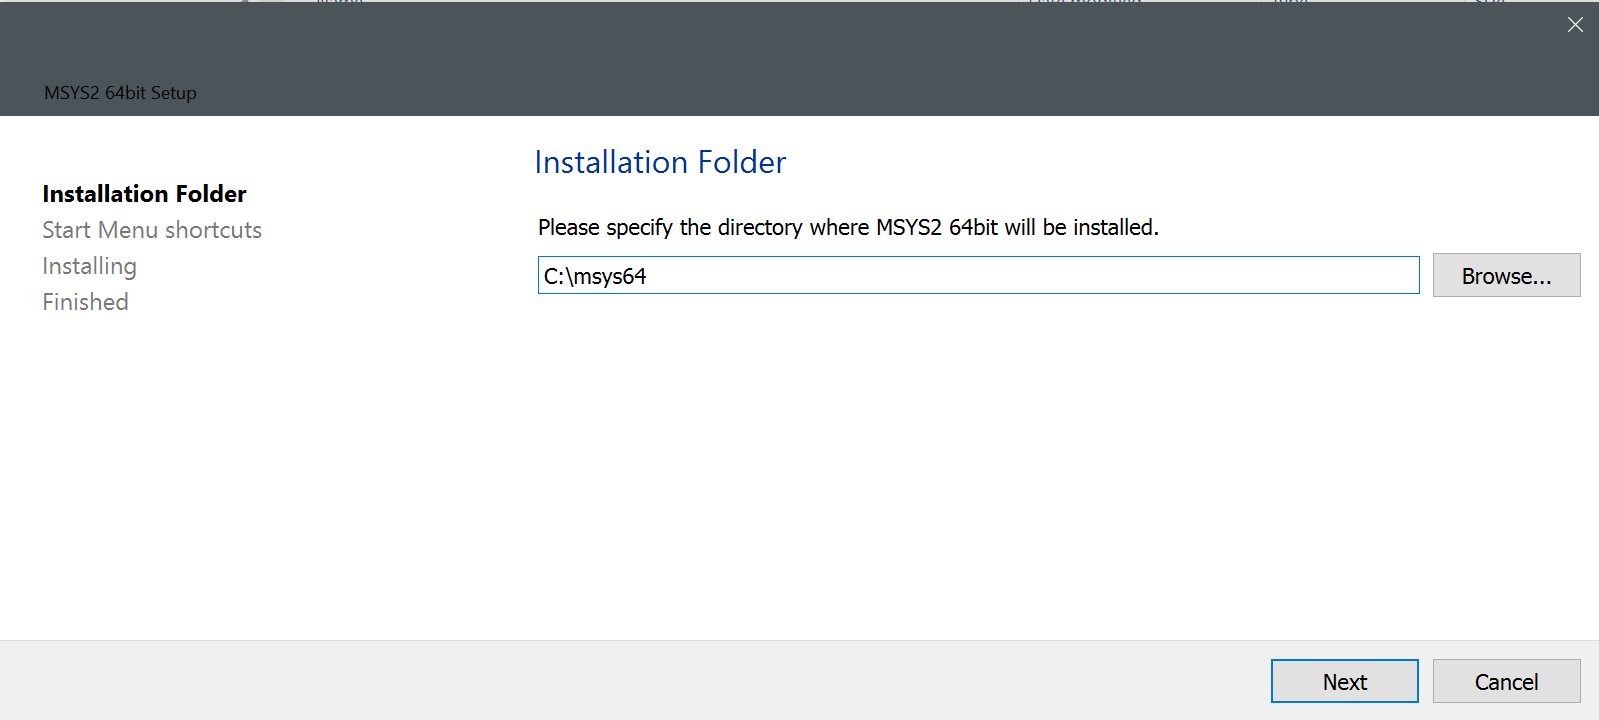 MSYS2 64bit Setup
Installation Folder
Start Menu shortcuts
Installing
Finished
Installation Folder
Please specify the directory where MSYS2 64bit will be installed.
C:\msys64
Browse...
Next
Cancel